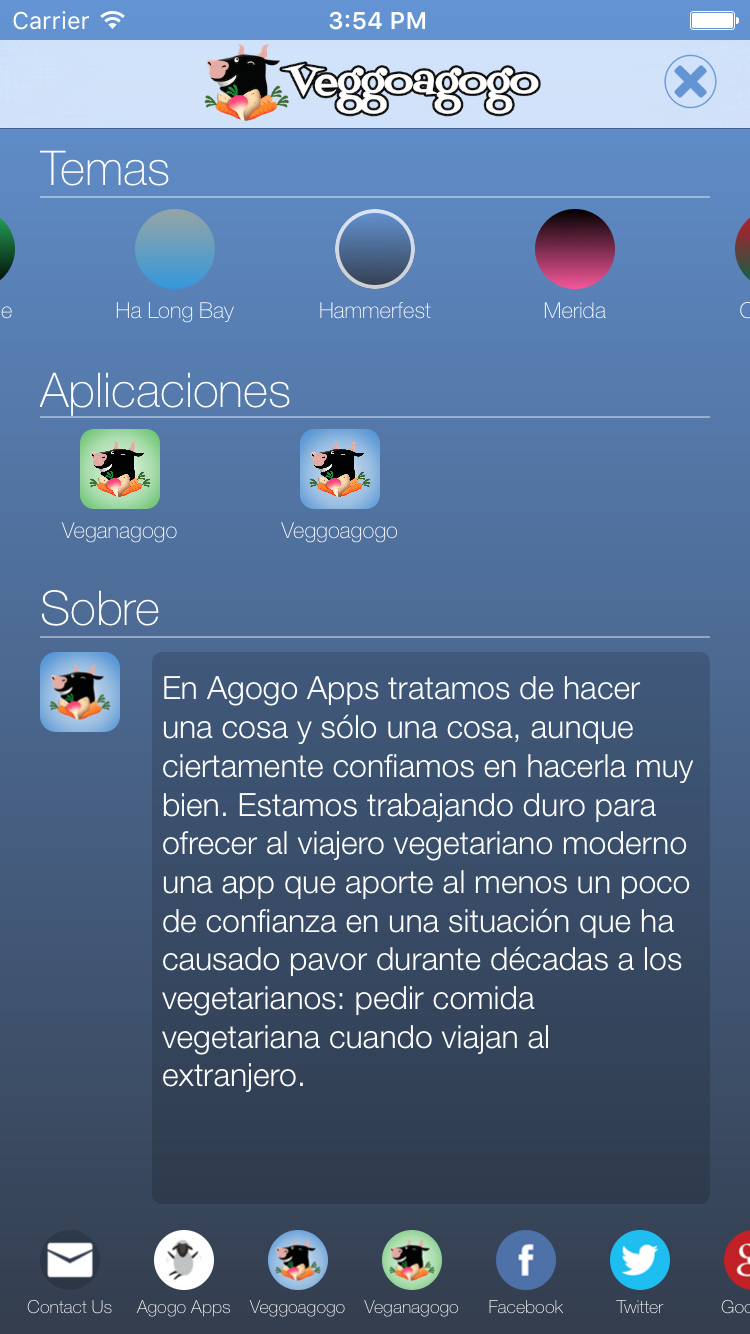 Carrier 3:54 PM
Veggoagogo
Temas
e Ha Long Bay Hammerfest Merida
Aplicaciones
Veganagogo Veggoagogo
Sobre
En Agogo Apps tratamos de hacer
una cosa y sólo una cosa, aunque
ciertamente confiamos en hacerla muy
bien. Estamos trabajando duro para
ofrecer al viajero vegetariano moderno
una app que aporte al menos un poco
de confianza en una situación que ha
causado pavor durante décadas a los
vegetarianos: pedir comida
vegetariana cuando viajan al
extranjero.
Contact Us Agogo Apps Veggoagogo Veganagogo Facebook Twitter Goo